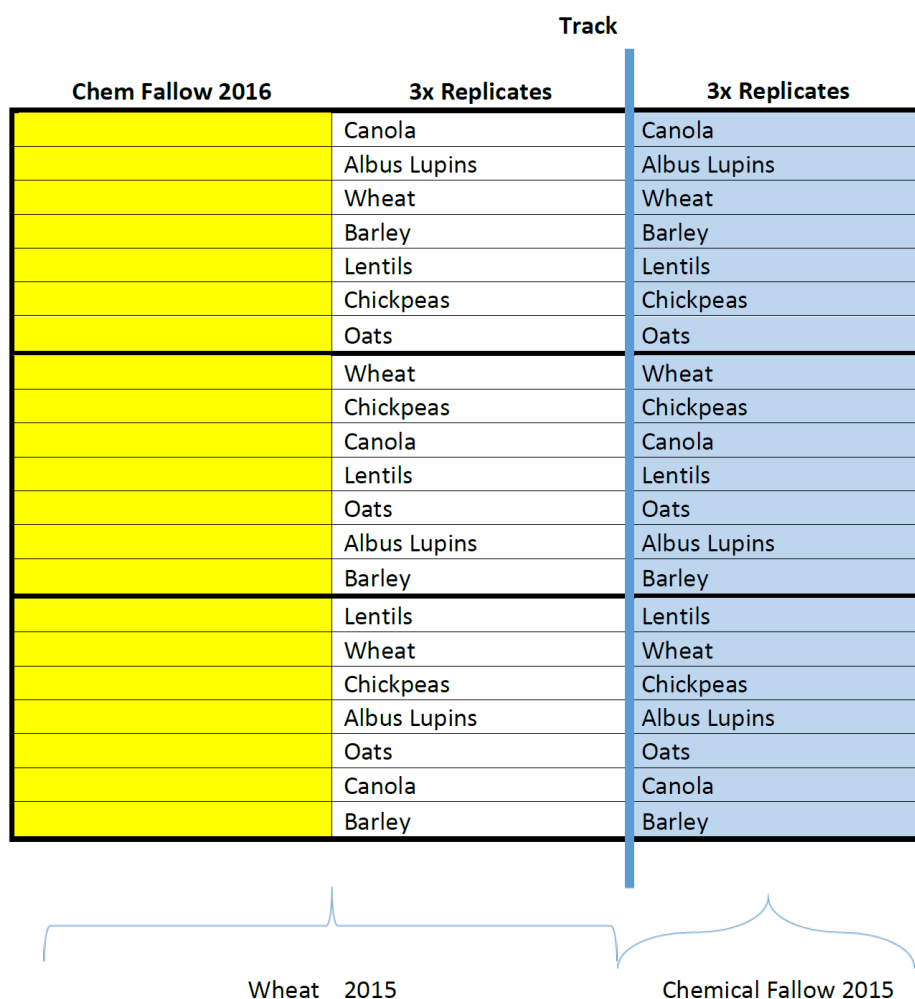 Track
Chem Fallow 2016 3x Replicates 3x Replicates
Canola Canola
Albus Lupins Albus Lupins
Wheat Wheat
Barley Barley
Lentils Lentils
Chickpeas Chickpeas
Oats Oats
Wheat Wheat
Chickpeas Chickpeas
Canola Canola
Lentils Lentils
Oats Oats
Albus Lupins Albus Lupins
Barley Barley
Lentils Lentils
Wheat Wheat
Chickpeas Chickpeas
Albus Lupins Albus Lupins
Oats Oats
Canola Canola
Barley Barley
Wheat 2015 Chemical Fallow 2015